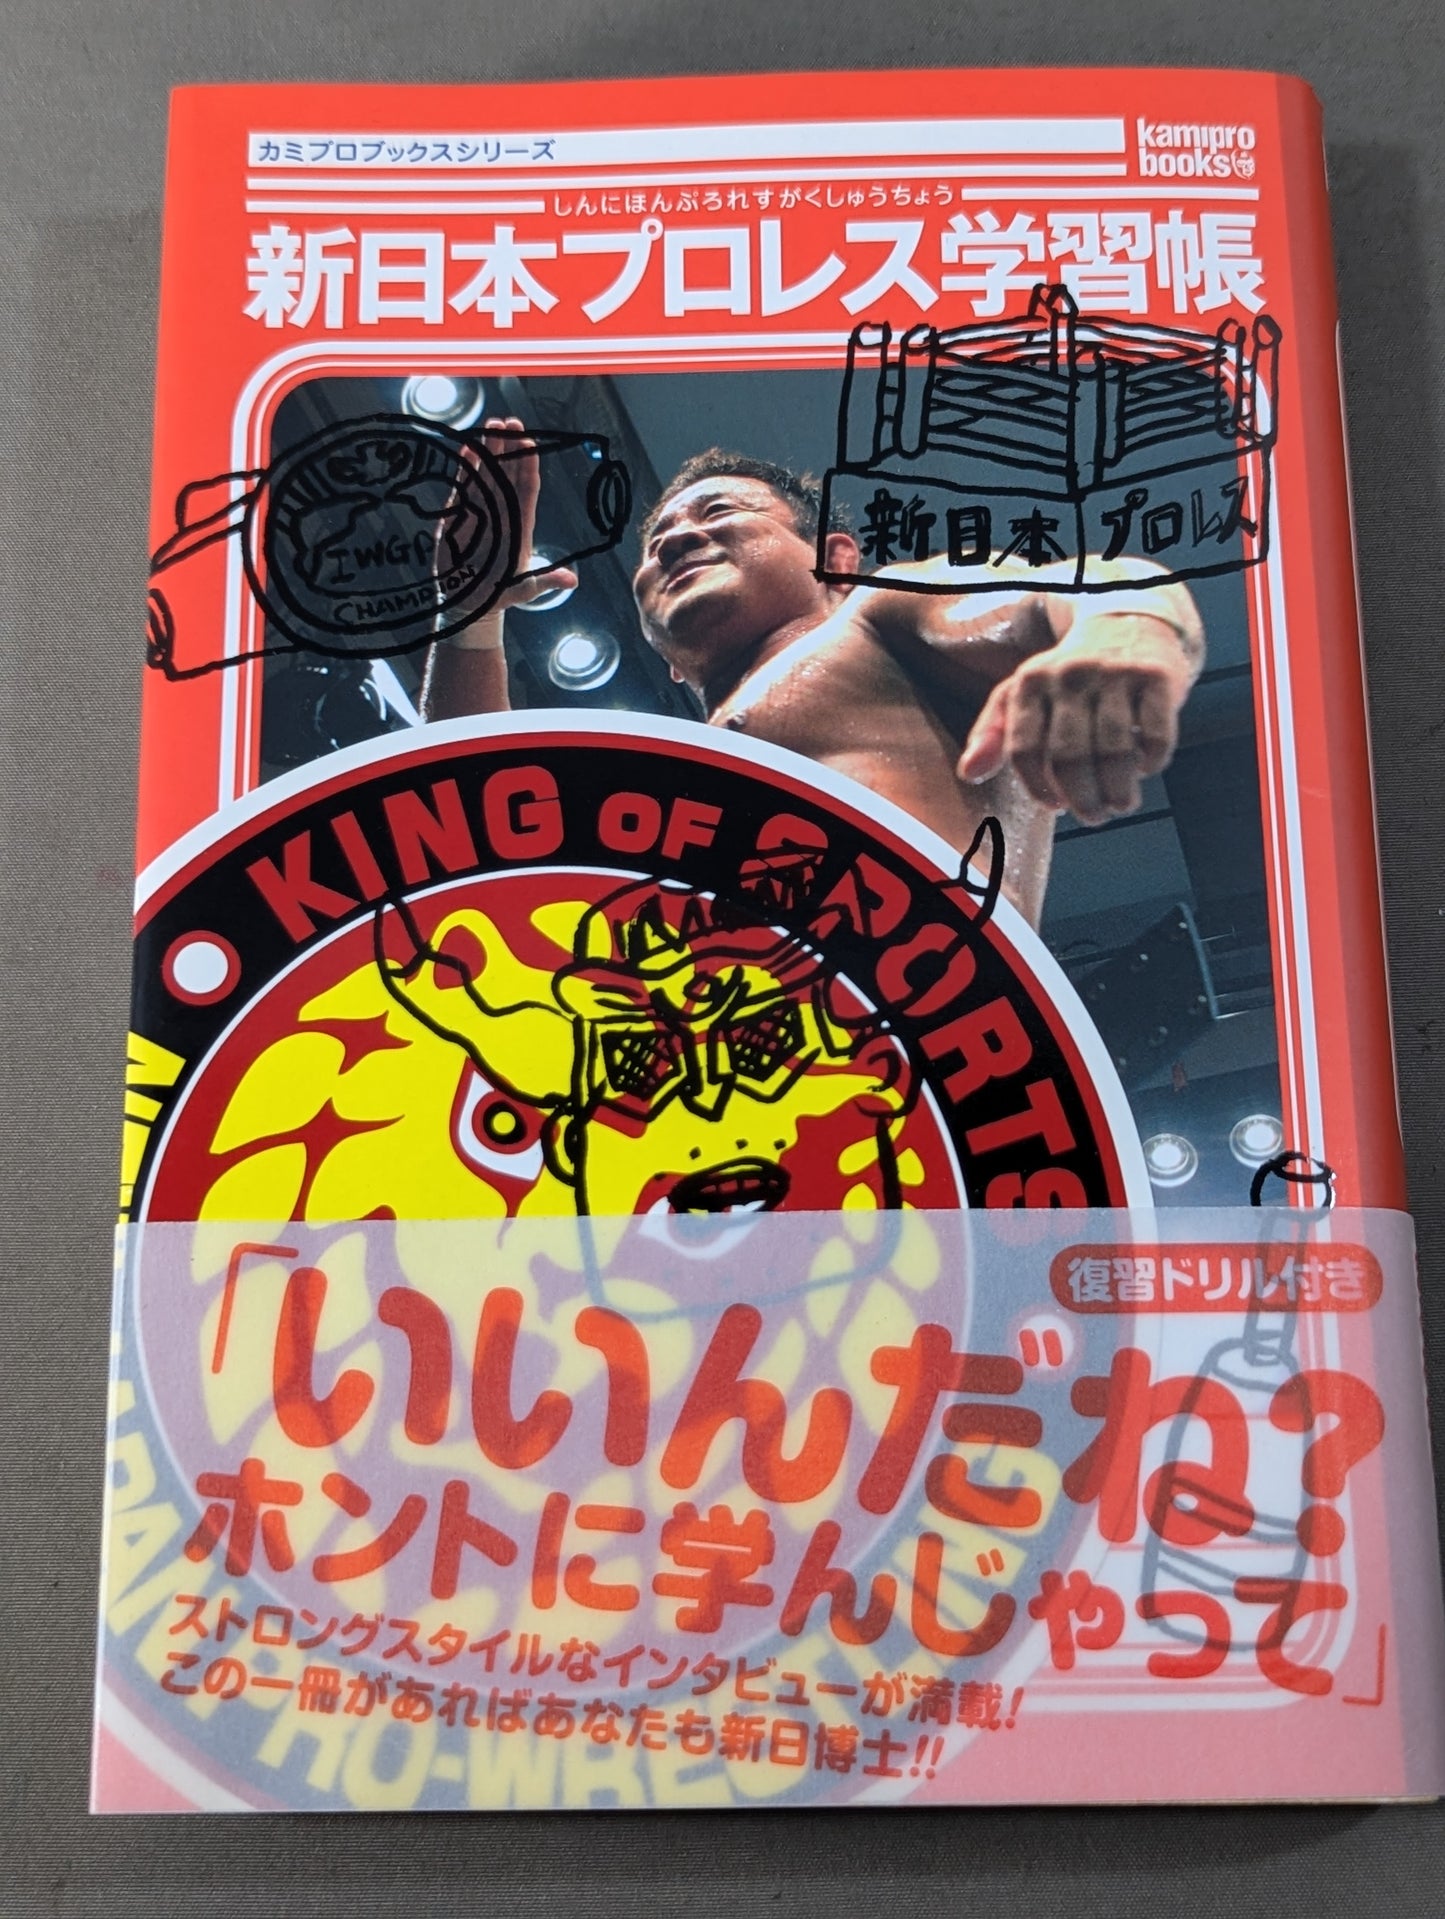 カミプロブックスシリーズ
kamipro
books
しんにほんぷろれすがくしゅうちょう
新日本プロレス学習帳
IWGP
CHAMPION
新日本 プロレス
KING OF SPORTS
復習ドリル付き
「いいんだね?
ホントに学んじゃって」
ストロングスタイルなインタビューが満載!
この一冊があればあなたも新日博士!!
PRO-WRESTLING